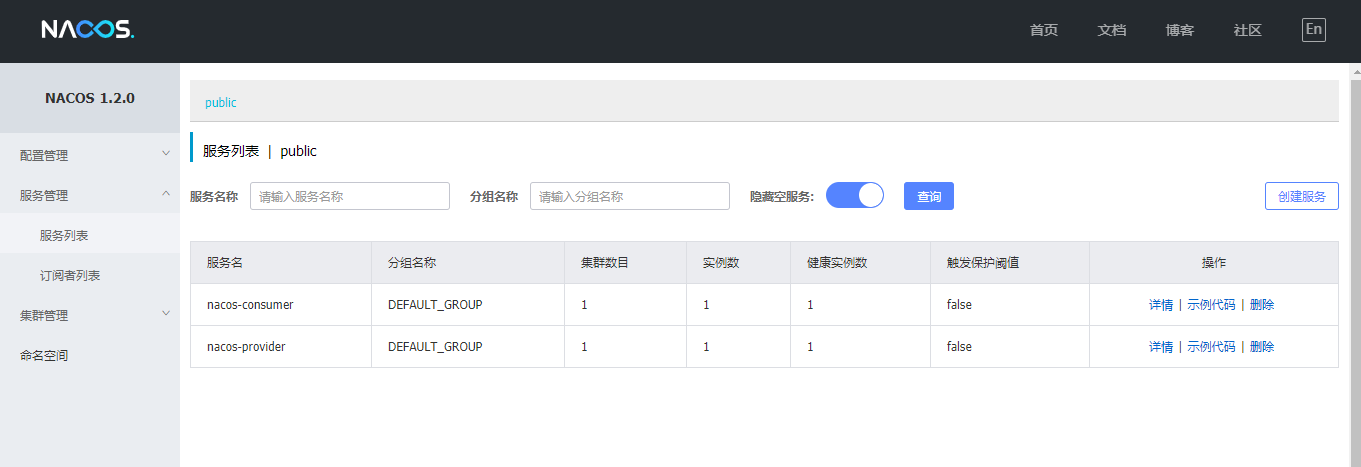 NACOS. 首页 文档 博客 社区 En
NACOS 1.2.0
配置管理
服务管理
服务列表
订阅者列表
集群管理
命名空间
public
服务列表 | public
服务名称 请输入服务名称 分组名称 请输入分组名称 隐藏空服务: 查询 创建服务
服务名 分组名称 集群数目 实例数 健康实例数 触发保护阈值 操作
nacos-consumer DEFAULT_GROUP 1 1 1 false 详情 | 示例代码 | 删除
nacos-provider DEFAULT_GROUP 1 1 1 false 详情 | 示例代码 | 删除